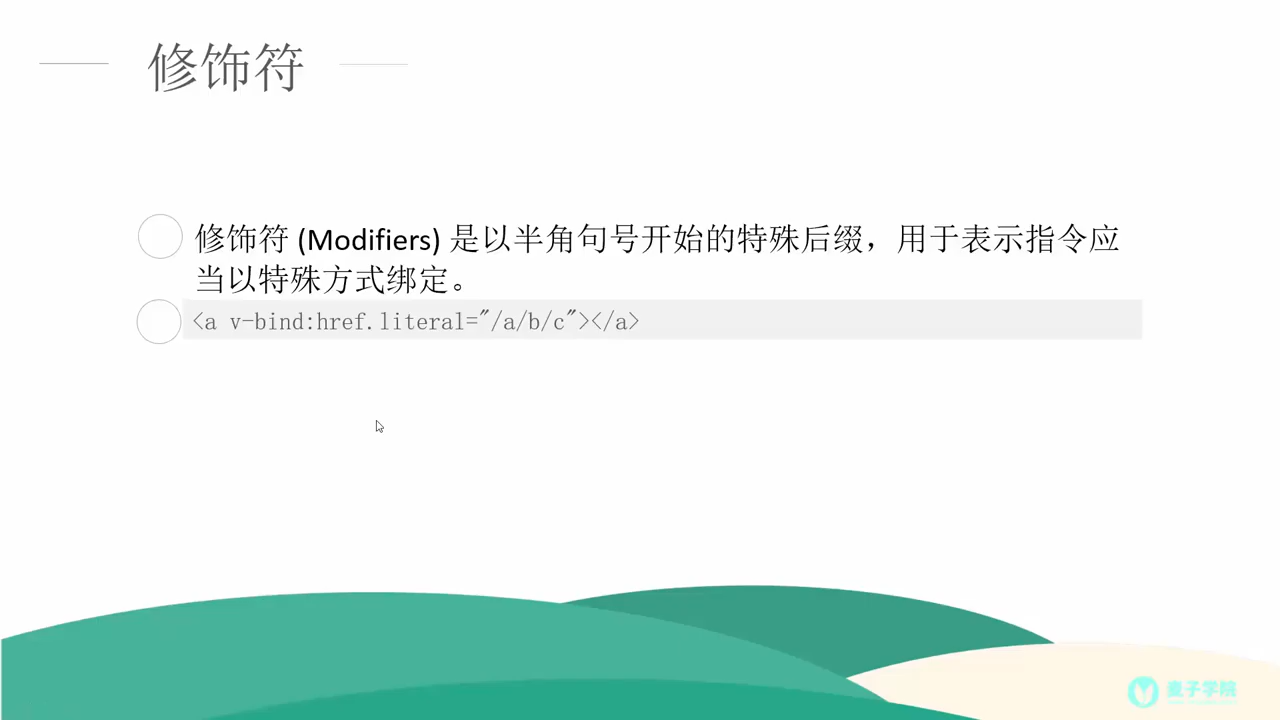 修饰符
修饰符 (Modifiers) 是以半角句号开始的特殊后缀，用于表示指令应
当以特殊方式绑定。
<a v-bind:href.literal="/a/b/c"></a>
麦子学院